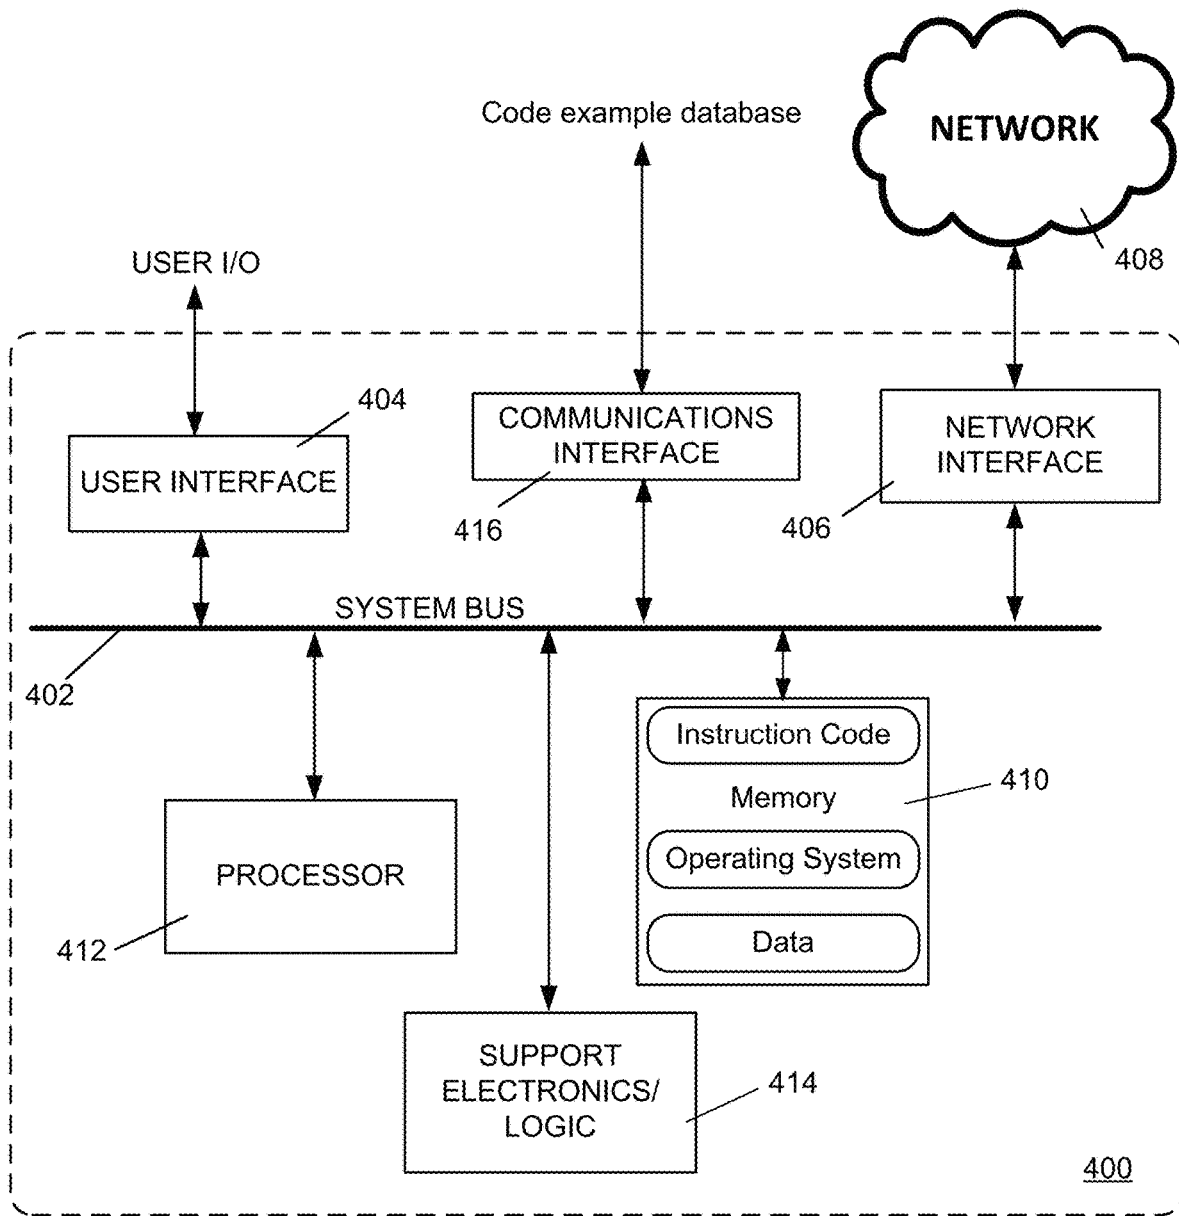 NETWORK
Code example database
408
USER I/O
404
COMMUNICATIONS
INTERFACE
NETWORK
INTERFACE
USER INTERFACE
416
406
SYSTEM BUS
402
Instruction Code
410
Memory
Operating System
PROCESSOR
412
Data
SUPPORT
ELECTRONICS/
LOGIC
414
400